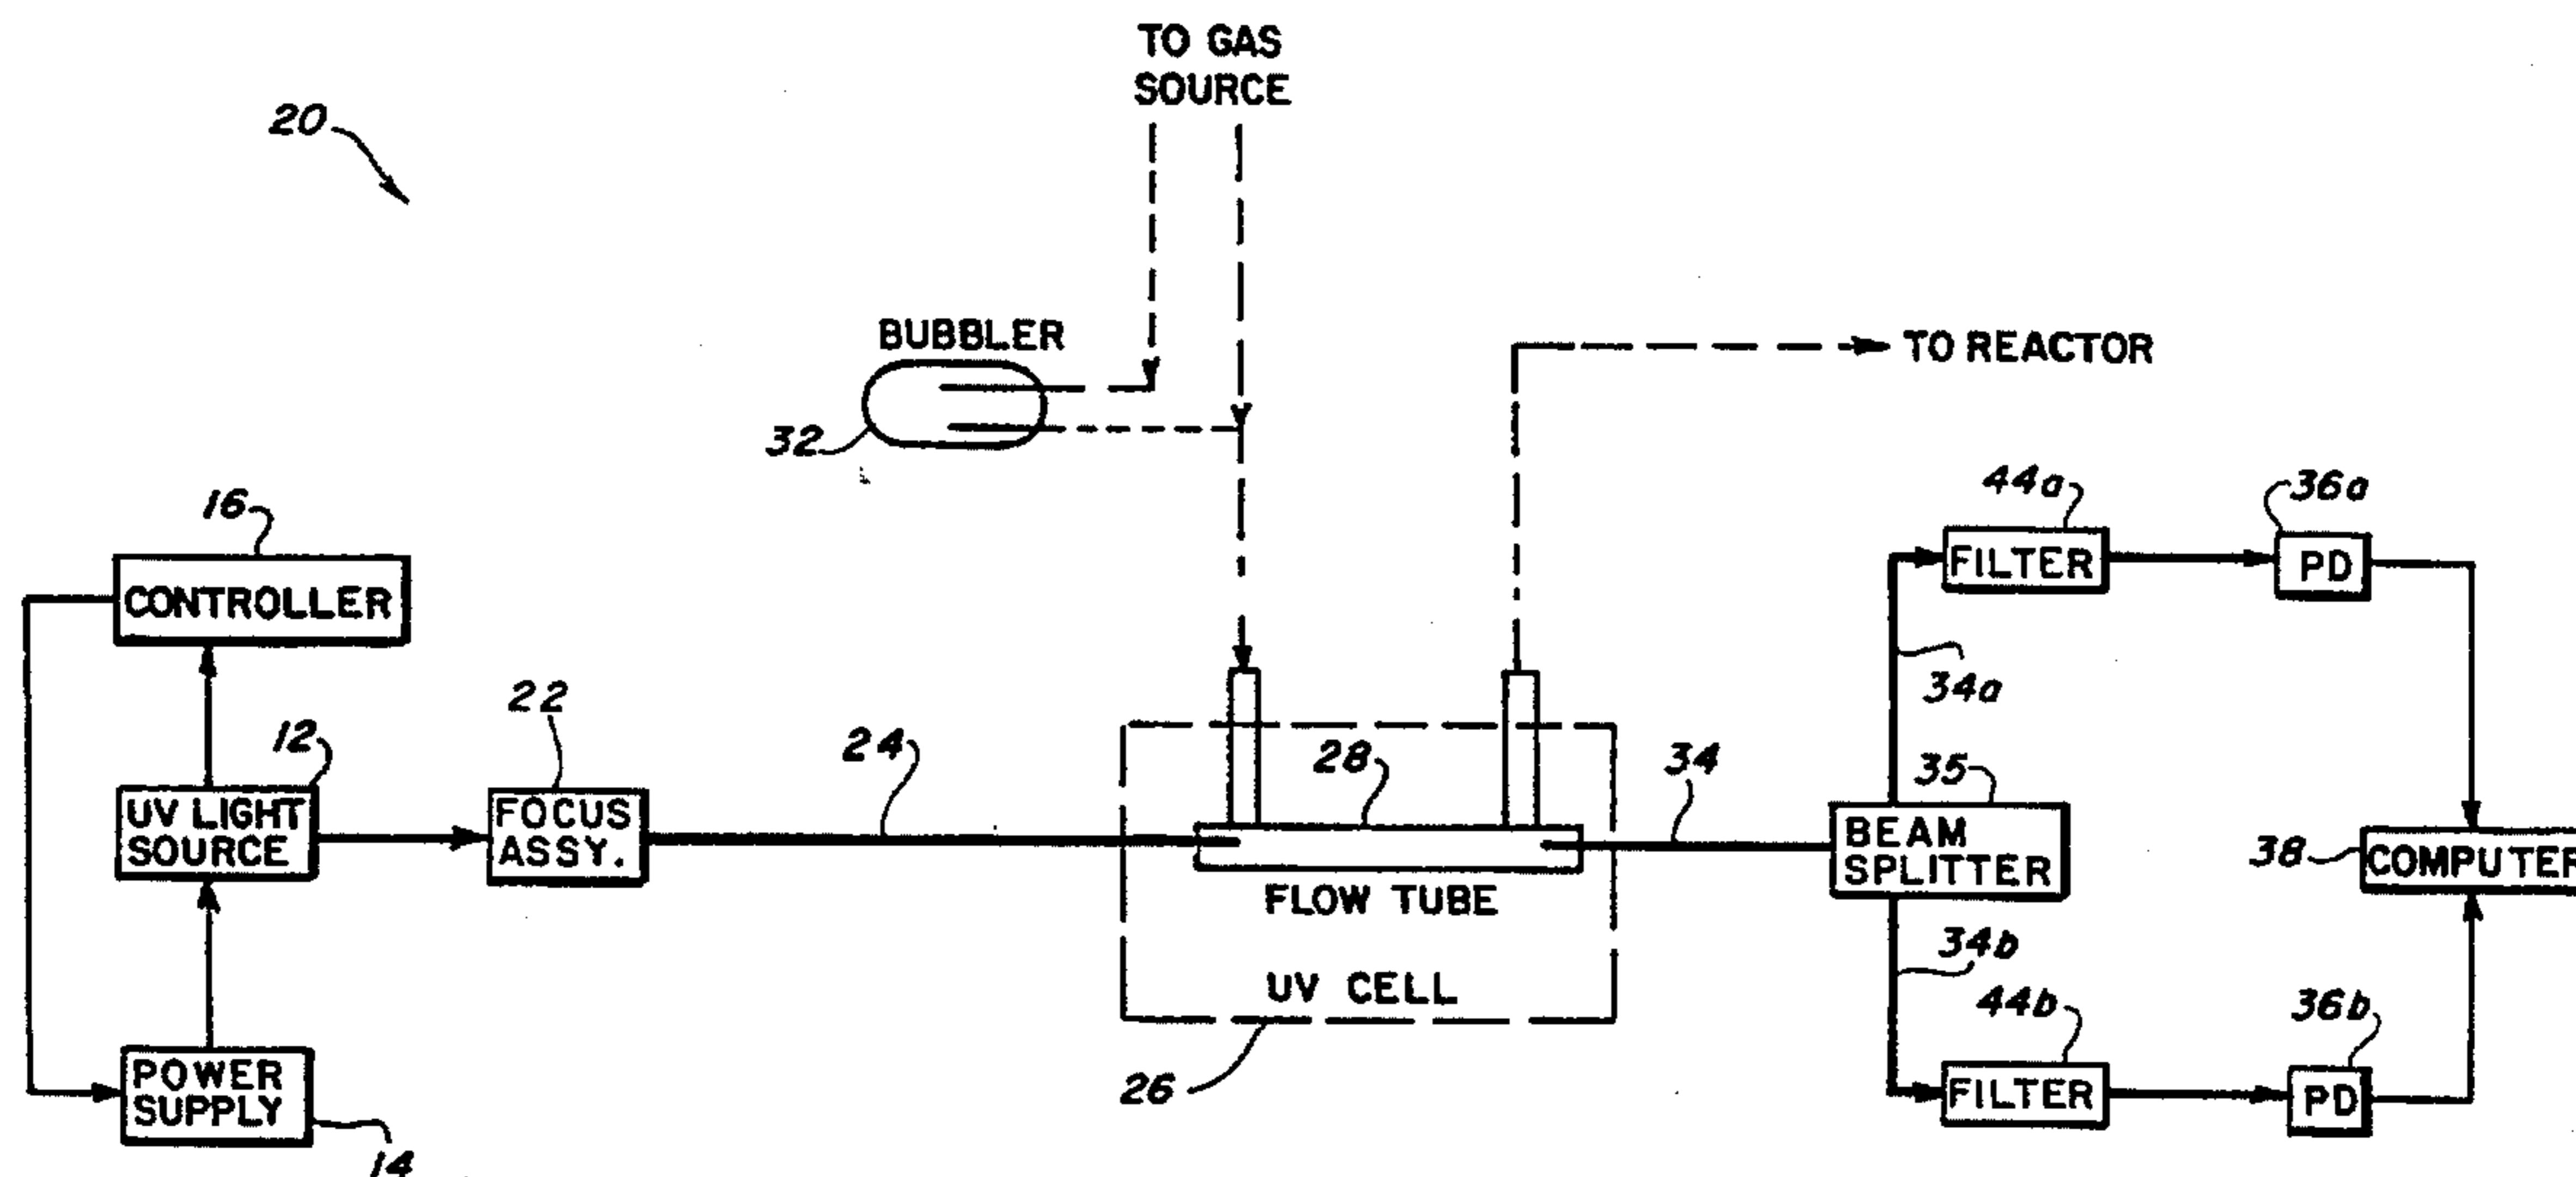 TO GAS
SOURCE
20
BUBBLER
32
TO REACTOR
16
CONTROLLER
44a
FILTER
36a
PD
34a
12
UV LIGHT
SOURCE
22
FOCUS
ASSY.
24
28
FLOW TUBE
UV CELL
26
34
35
BEAM
SPLITTER
38
COMPUTER
34b
44b
FILTER
36b
PD
POWER
SUPPLY
14